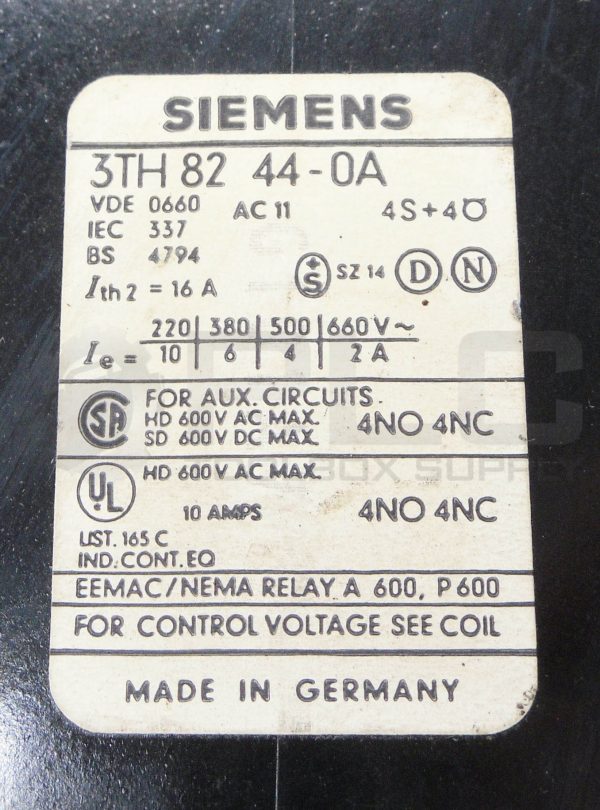 SIEMENS
3TH 82 44-0A
VDE 0660 AC 11 4S+4Ö
IEC 337
BS 4794
+S SZ 14 D N
Ith2 = 16 A
220 380 500 660 V~
Ie = 10 6 4 2 A
SA FOR AUX. CIRCUITS
HD 600 V AC MAX. 4NO 4NC
SD 600 V DC MAX.
UL HD 600 V AC MAX.
10 AMPS 4NO 4NC
LIST. 165 C
IND. CONT. EQ
EEMAC/NEMA RELAY A 600, P 600
FOR CONTROL VOLTAGE SEE COIL
MADE IN GERMANY